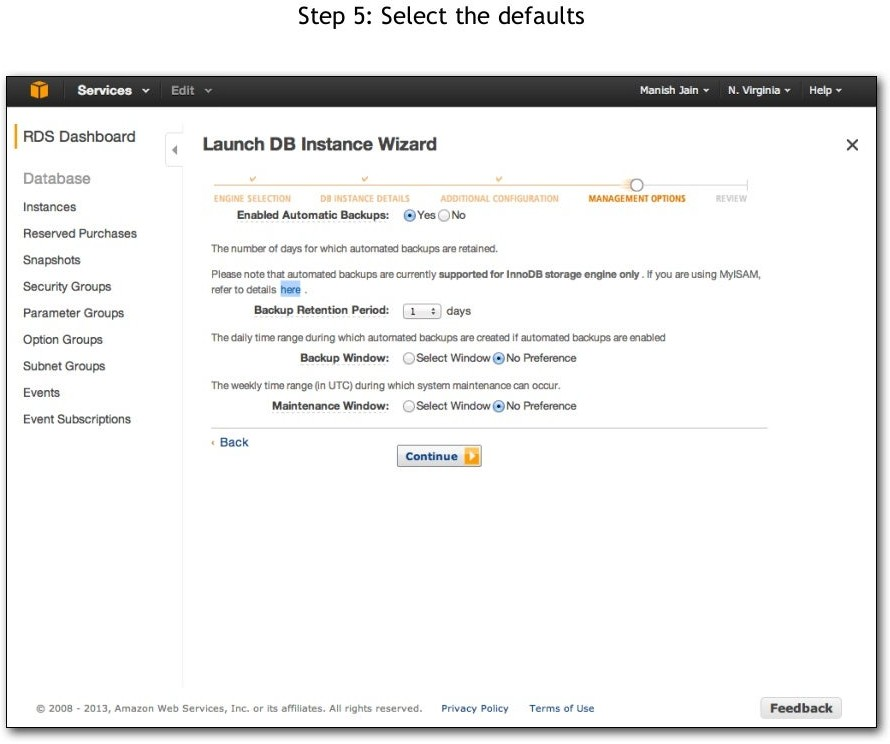 Step 5: Select the defaults
Services Edit Manish Jain N. Virginia Help
RDS Dashboard
Database
Instances
Reserved Purchases
Snapshots
Security Groups
Parameter Groups
Option Groups
Subnet Groups
Events
Event Subscriptions
Launch DB Instance Wizard
ENGINE SELECTION DB INSTANCE DETAILS ADDITIONAL CONFIGURATION MANAGEMENT OPTIONS REVIEW
Enabled Automatic Backups: Yes No
The number of days for which automated backups are retained.
Please note that automated backups are currently supported for InnoDB storage engine only . If you are using MyISAM,
refer to details here .
Backup Retention Period: 1 days
The daily time range during which automated backups are created if automated backups are enabled
Backup Window: Select Window No Preference
The weekly time range (in UTC) during which system maintenance can occur.
Maintenance Window: Select Window No Preference
Back
Continue
© 2008 - 2013, Amazon Web Services, Inc. or its affiliates. All rights reserved. Privacy Policy Terms of Use Feedback